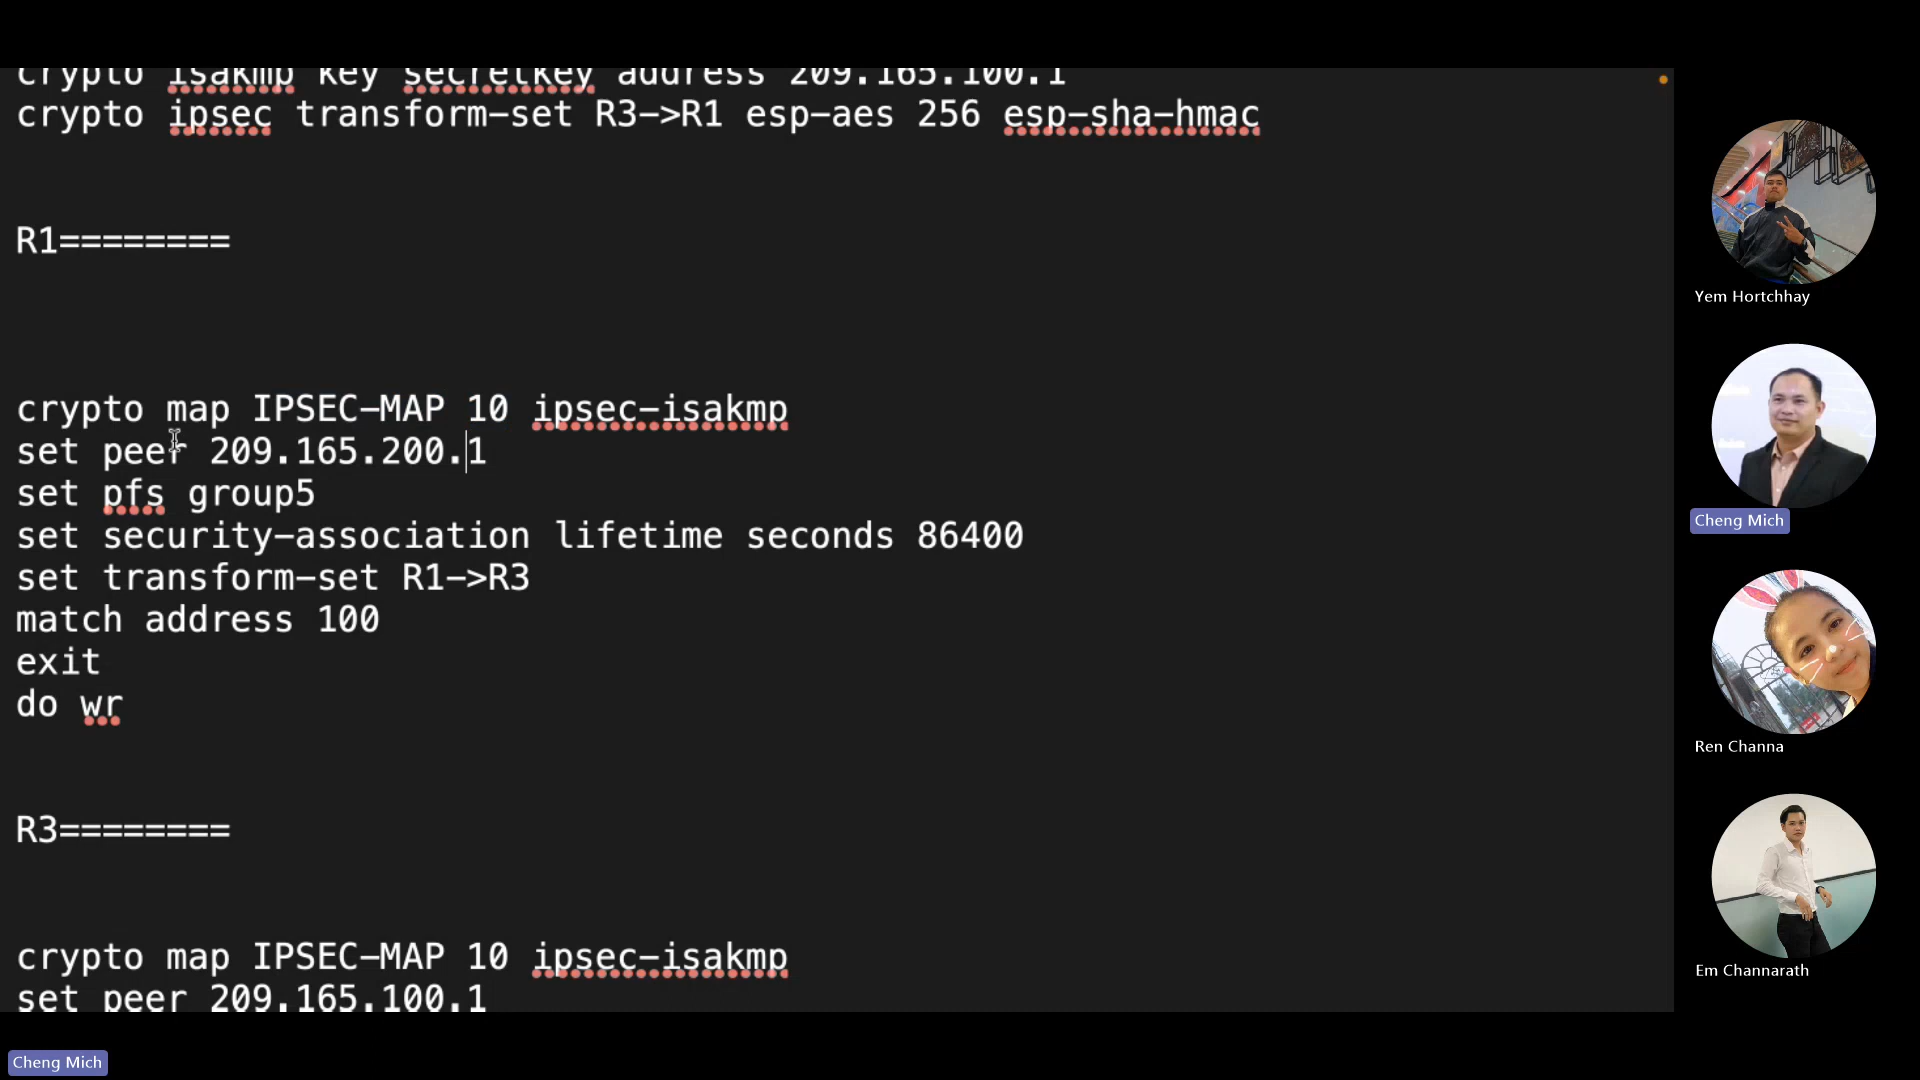 crypto isakmp key secretkey address 209.165.100.1
crypto ipsec transform-set R3->R1 esp-aes 256 esp-sha-hmac
R1========
crypto map IPSEC-MAP 10 ipsec-isakmp
set peer 209.165.200.1
set pfs group5
set security-association lifetime seconds 86400
set transform-set R1->R3
match address 100
exit
do wr
R3========
crypto map IPSEC-MAP 10 ipsec-isakmp
set peer 209.165.100.1
Yem Hortchhay
Cheng Mich
Ren Channa
Em Channarath
Cheng Mich